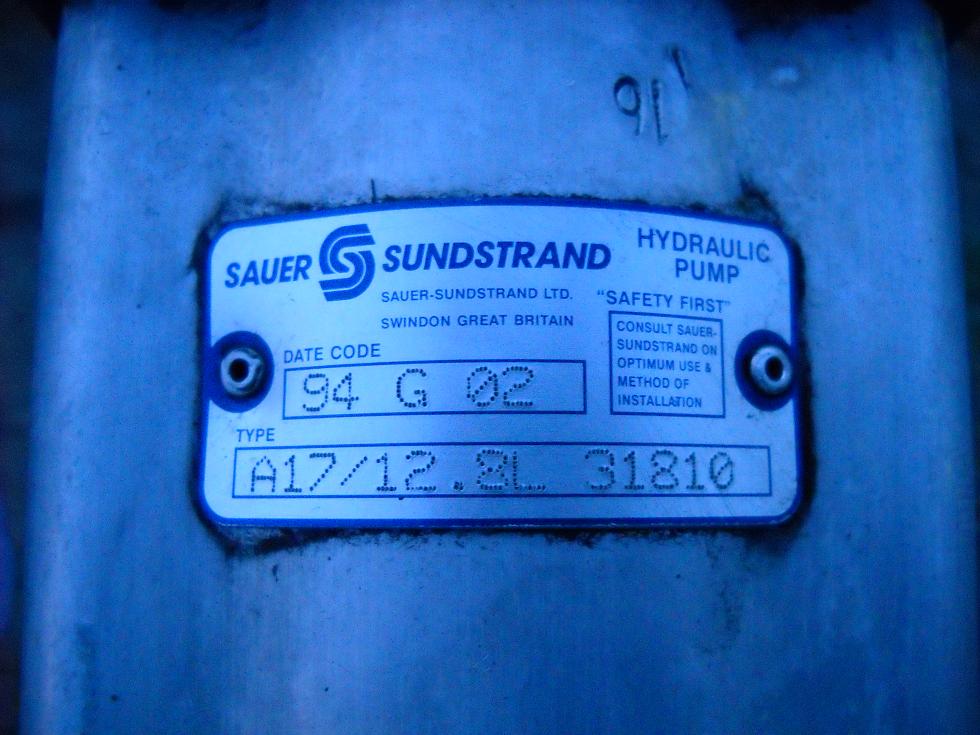 16
SAUER SUNDSTRAND
HYDRAULIC
PUMP
SAUER-SUNDSTRAND LTD.
SWINDON GREAT BRITAIN
"SAFETY FIRST"
CONSULT SAUER-
SUNDSTRAND ON
OPTIMUM USE &
METHOD OF
INSTALLATION
DATE CODE
94 G 02
TYPE
A17/12.8L 31810